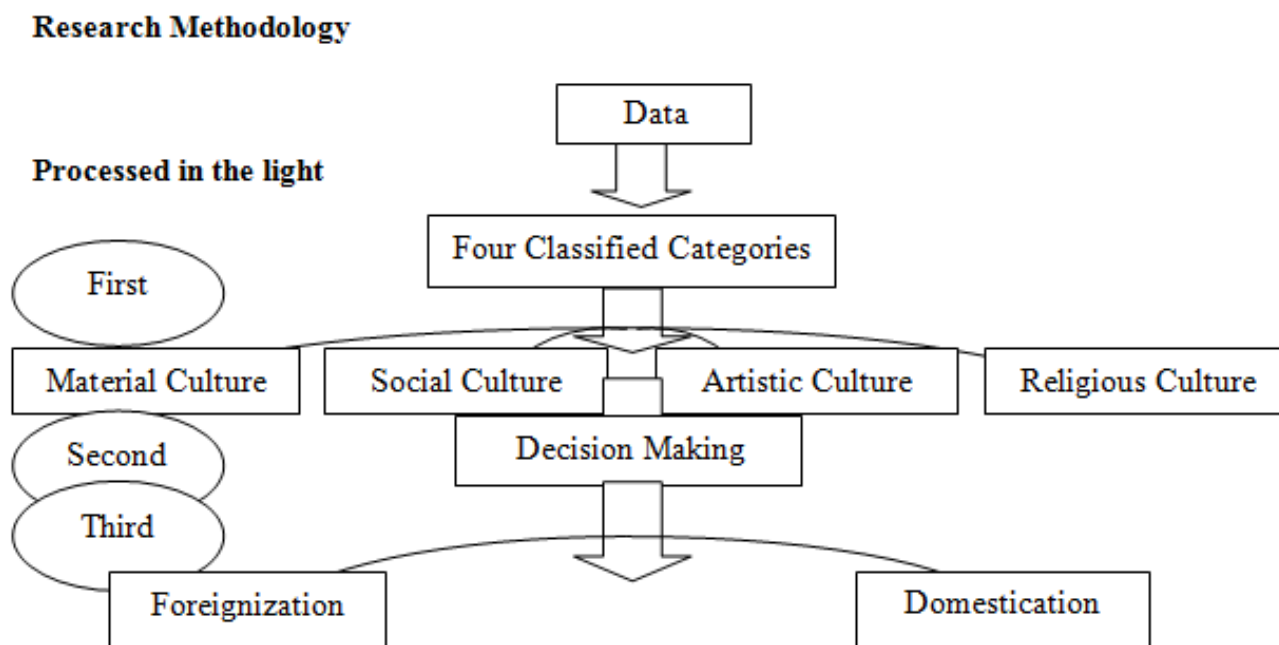 Research Methodology
Data
Processed in the light
Four Classified Categories
First
Material Culture
Social Culture
Artistic Culture
Religious Culture
Second
Decision Making
Third
Foreignization
Domestication